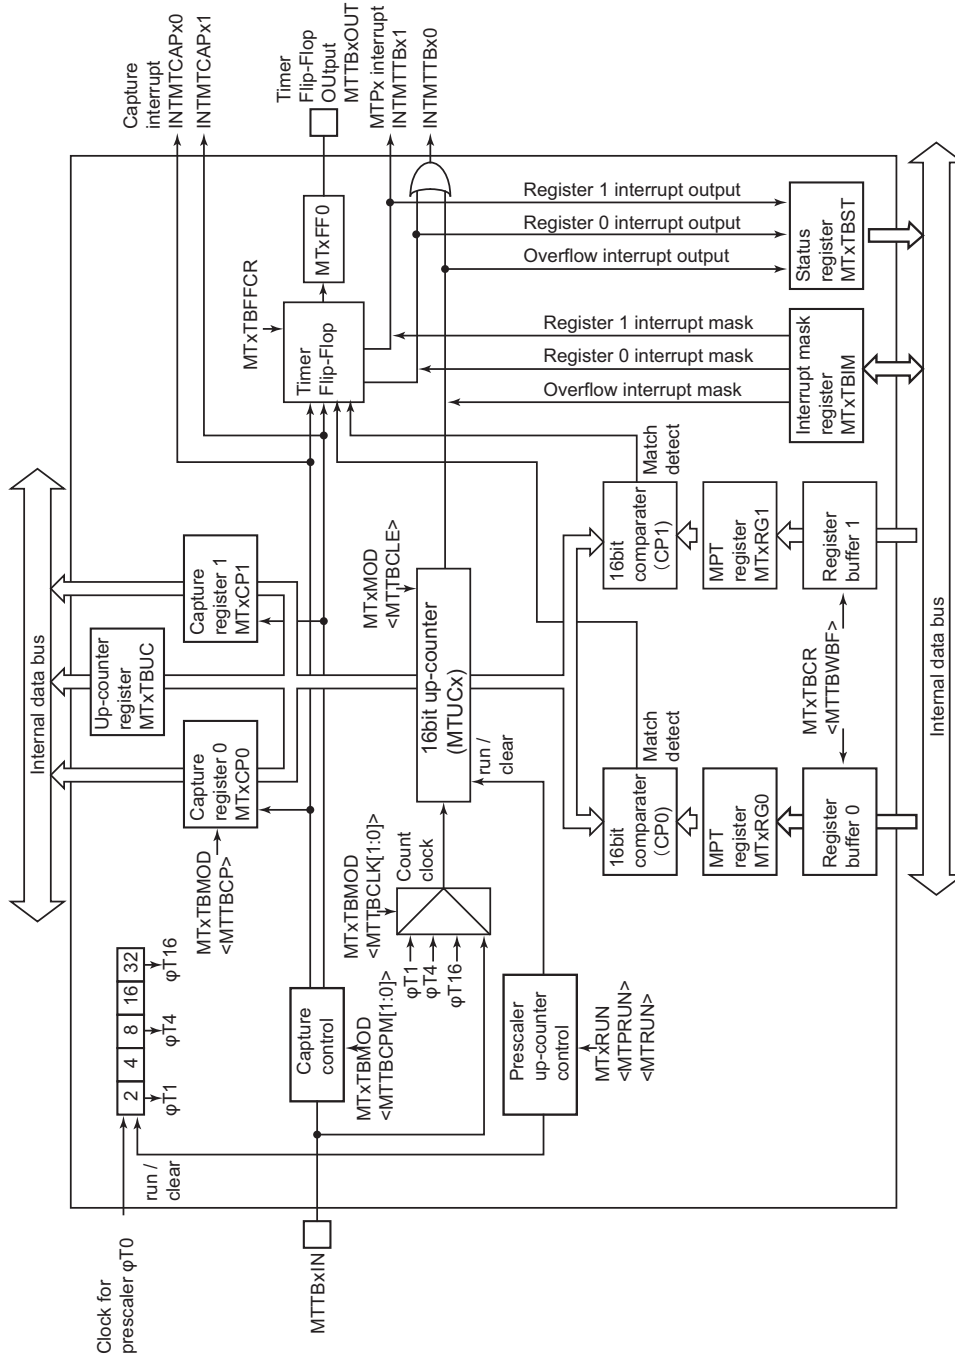 Internal data bus
Capture
interrupt
INTMTCAPx0
INTMTCAPx1
Timer
Flip-Flop
OUtput
MTTBxOUT
MTPx interrupt
INTMTTBx1
INTMTTBx0
Clock for
prescaler φT0
run /
clear
2
4
8
16
32
φT1
φT4
φT16
MTxTBMOD
<MTTBCP>
Capture
register 0
MTxCP0
Up-counter
register
MTxTBUC
Capture
register 1
MTxCP1
MTxTBFFCR
Timer
Flip-Flop
MTxFF0
MTTBxIN
Capture
control
MTxTBMOD
<MTTBCPM[1:0]>
MTxTBMOD
<MTTBCLK[1:0]>
φT1
φT4
φT16
Count
clock
MTxMOD
<MTTBCLE>
16bit up-counter
(MTUCx)
run /
clear
Prescaler
up-counter
control
MTxRUN
<MTPRUN>
<MTRUN>
Register 1 interrupt output
Register 0 interrupt output
Overflow interrupt output
Register 1 interrupt mask
Register 0 interrupt mask
Overflow interrupt mask
Match
detect
Match
detect
16bit
comparater
(CP0)
16bit
comparater
(CP1)
MPT
register
MTxRG0
MPT
register
MTxRG1
Register
buffer 0
MTxTBCR
<MTTBWBF>
Register
buffer 1
Interrupt mask
register
MTxTBIM
Status
register
MTxTBST
Internal data bus